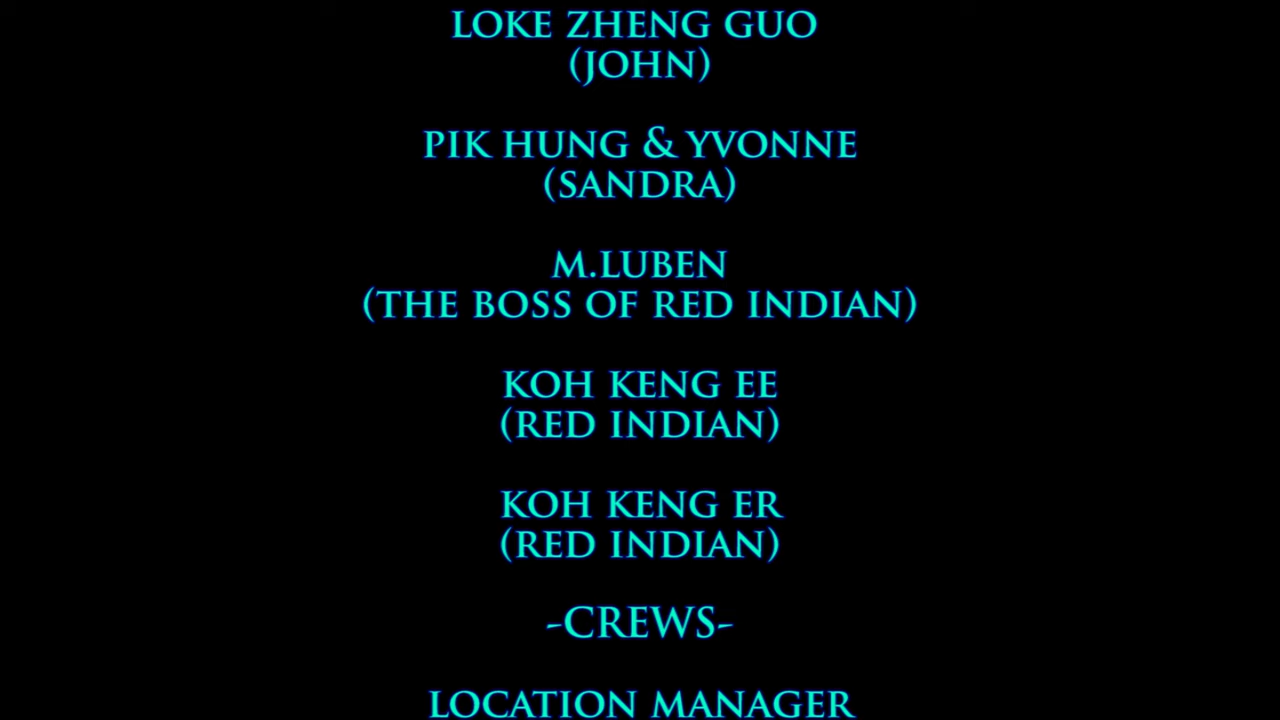 LOKE ZHENG GUO
(JOHN)
PIK HUNG & YVONNE
(SANDRA)
M.LUBEN
(THE BOSS OF RED INDIAN)
KOH KENG EE
(RED INDIAN)
KOH KENG ER
(RED INDIAN)
-CREWS-
LOCATION MANAGER